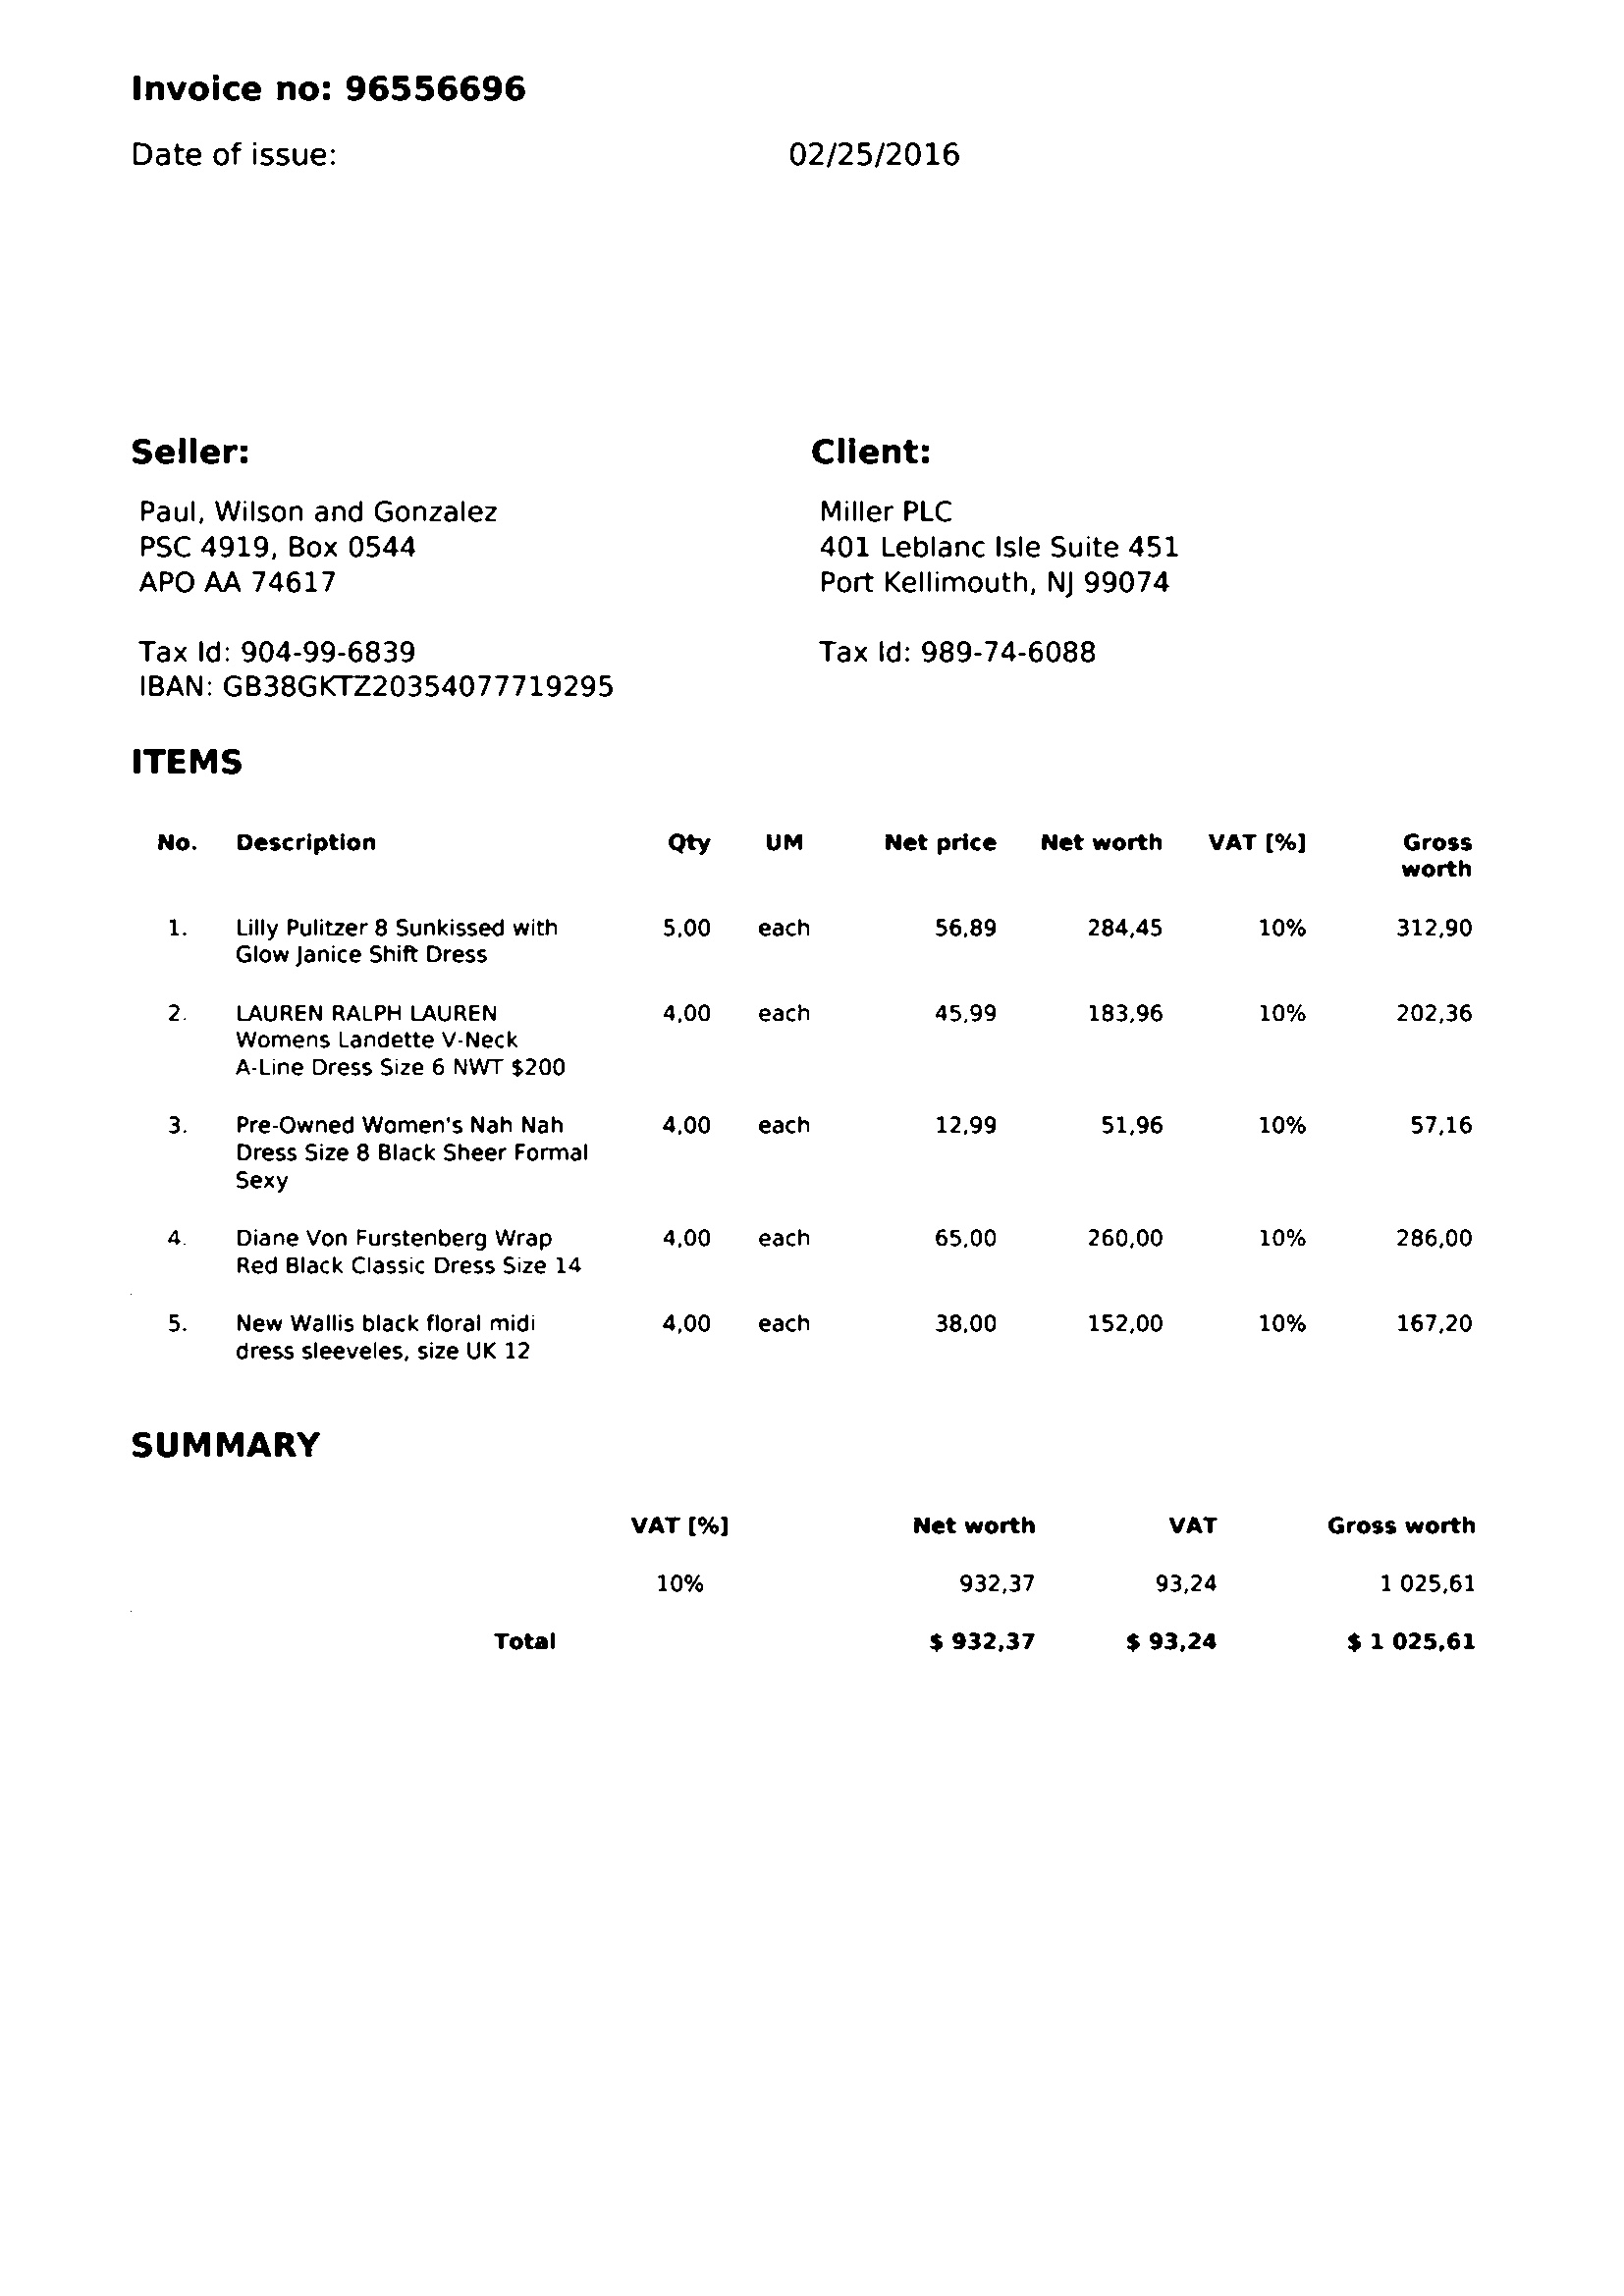 Invoice no: 96556696
Date of issue: 02/25/2016
Seller: Client:
Paul, Wilson and Gonzalez Miller PLC
PSC 4919, Box 0544 401 Leblanc Isle Suite 451
APO AA 74617 Port Kellimouth, NJ 99074
Tax Id: 904-99-6839 Tax Id: 989-74-6088
IBAN: GB38GKTZ20354077719295
ITEMS
No. Description Qty UM Net price Net worth VAT [%] Gross
worth
1. Lilly Pulitzer 8 Sunkissed with 5,00 each 56,89 284,45 10% 312,90
Glow Janice Shift Dress
2. LAUREN RALPH LAUREN 4,00 each 45,99 183,96 10% 202,36
Womens Landette V-Neck
A-Line Dress Size 6 NWT $200
3. Pre-Owned Women's Nah Nah 4,00 each 12,99 51,96 10% 57,16
Dress Size 8 Black Sheer Formal
Sexy
4. Diane Von Furstenberg Wrap 4,00 each 65,00 260,00 10% 286,00
Red Black Classic Dress Size 14
5. New Wallis black floral midi 4,00 each 38,00 152,00 10% 167,20
dress sleeveles, size UK 12
SUMMARY
VAT [%] Net worth VAT Gross worth
10% 932,37 93,24 1 025,61
Total $ 932,37 $ 93,24 $ 1 025,61